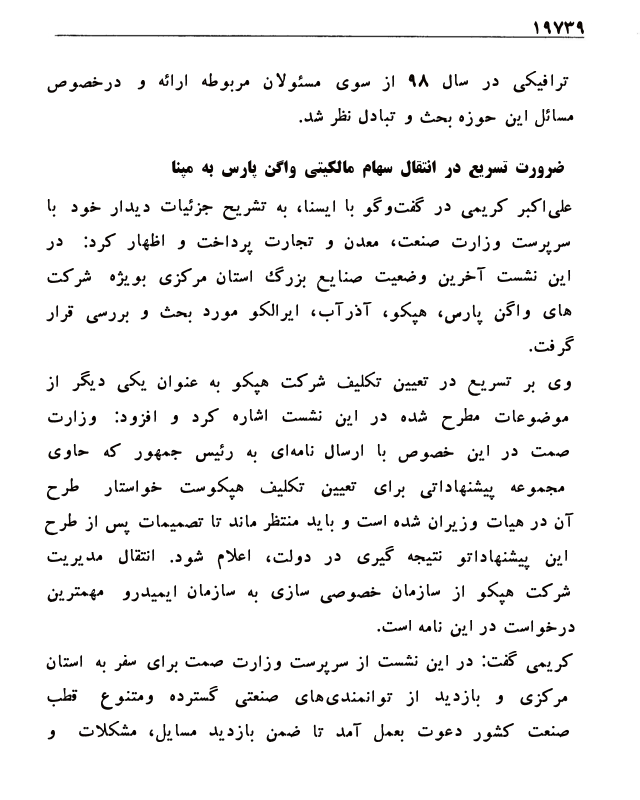 ۱۹۷۳۹
ترافیکی در سال ۹۸ از سوی مسئولان مربوطه ارائه و درخصوص
مسائل این حوزه بحث و تبادل نظر شد.
ضرورت تسریع در انتقال سهام مالکیتی واگن پارس به مپنا
علی‌اکبر کریمی در گفت‌وگو با ایسنا، به تشریح جزئیات دیدار خود با
سرپرست وزارت صنعت، معدن و تجارت پرداخت و اظهار کرد: در
این نشست آخرین وضعیت صنایع بزرگ استان مرکزی بویژه شرکت
های واگن پارس، هپکو، آذرآب، ایرالکو مورد بحث و بررسی قرار
گرفت.
وی بر تسریع در تعیین تکلیف شرکت هپکو به عنوان یکی دیگر از
موضوعات مطرح شده در این نشست اشاره کرد و افزود: وزارت
صمت در این خصوص با ارسال نامه‌ای به رئیس جمهور که حاوی
مجموعه پیشنهاداتی برای تعیین تکلیف هپکوست خواستار طرح
آن در هیات وزیران شده است و باید منتظر ماند تا تصمیمات پس از طرح
این پیشنهاداتو نتیجه گیری در دولت، اعلام شود. انتقال مدیریت
شرکت هپکو از سازمان خصوصی سازی به سازمان ایمیدرو مهمترین
درخواست در این نامه است.
کریمی گفت: در این نشست از سرپرست وزارت صمت برای سفر به استان
مرکزی و بازدید از توانمندی‌های صنعتی گسترده ومتنوع قطب
صنعت کشور دعوت بعمل آمد تا ضمن بازدید مسایل، مشکلات و